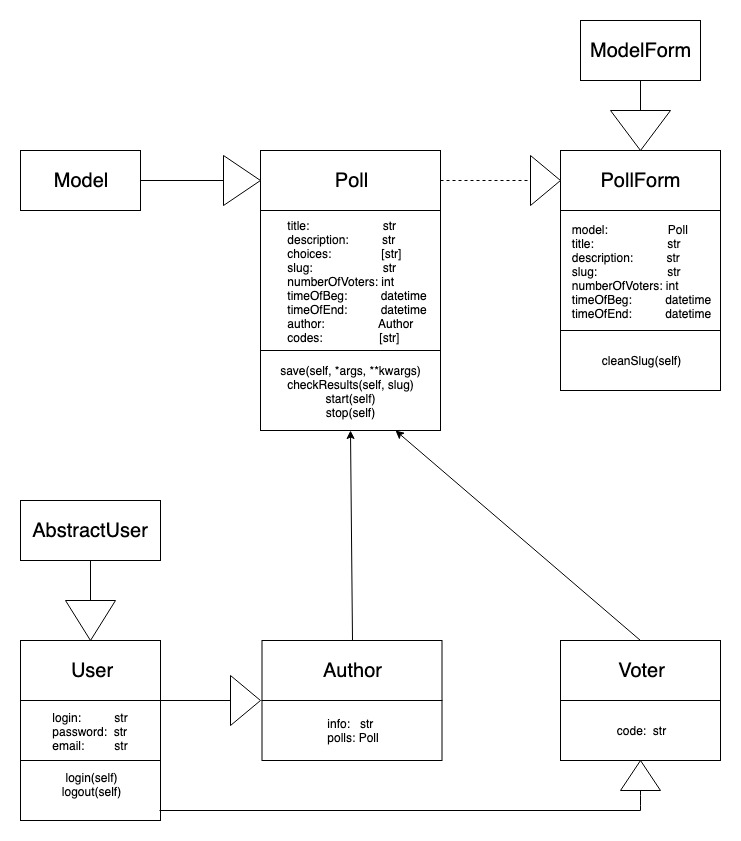 ModelForm
Model
Poll
PollForm
title: str
description: str
choices: [str]
slug: str
numberOfVoters: int
timeOfBeg: datetime
timeOfEnd: datetime
author: Author
codes: [str]
save(self, *args, **kwargs)
checkResults(self, slug)
start(self)
stop(self)
model: Poll
title: str
description: str
slug: str
numberOfVoters: int
timeOfBeg: datetime
timeOfEnd: datetime
cleanSlug(self)
AbstractUser
User
login: str
password: str
email: str
login(self)
logout(self)
Author
info: str
polls: Poll
Voter
code: str